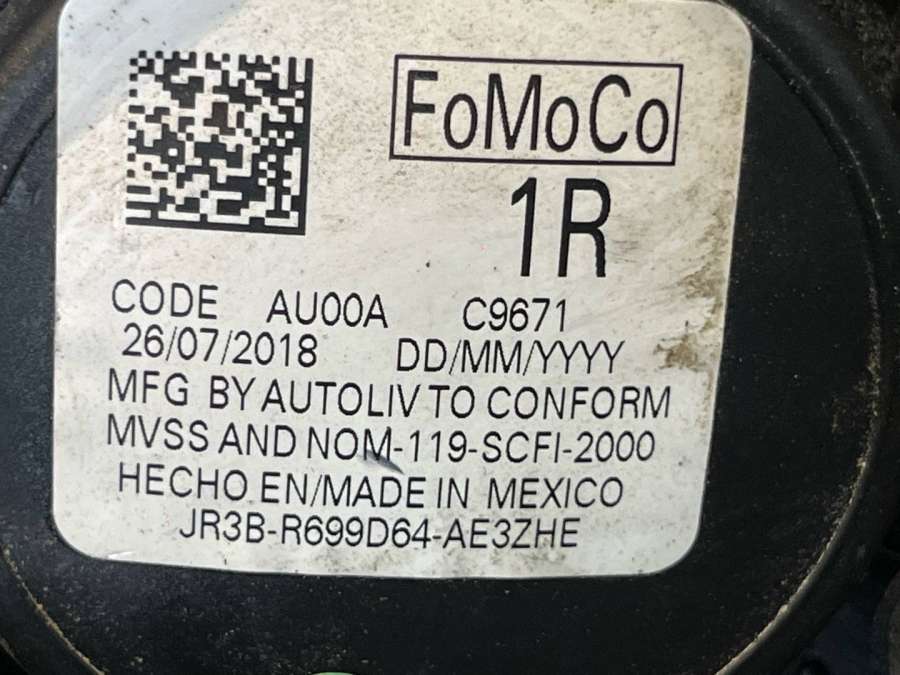 FoMoCo
1R
CODE AU00A C9671
26/07/2018 DD/MM/YYYY
MFG BY AUTOLIV TO CONFORM
MVSS AND NOM-119-SCFI-2000
HECHO EN/MADE IN MEXICO
JR3B-R699D64-AE3ZHE